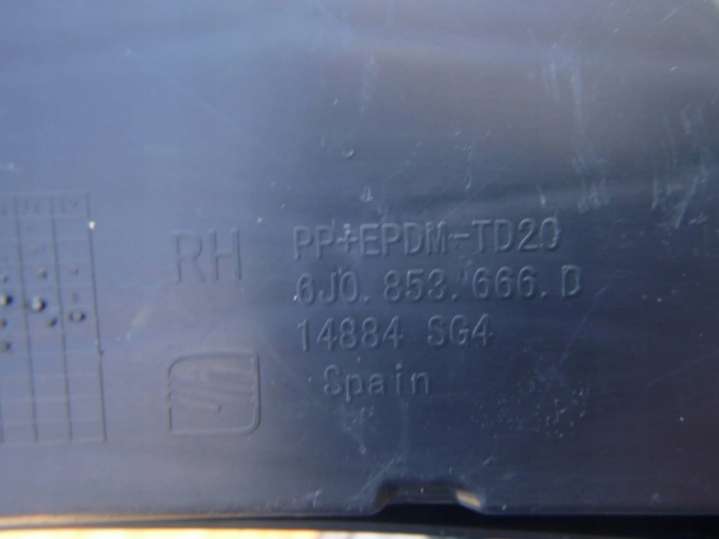 RH
PP+EPDM-TD20
6J0.853.666.D
14884 SG4
Spain